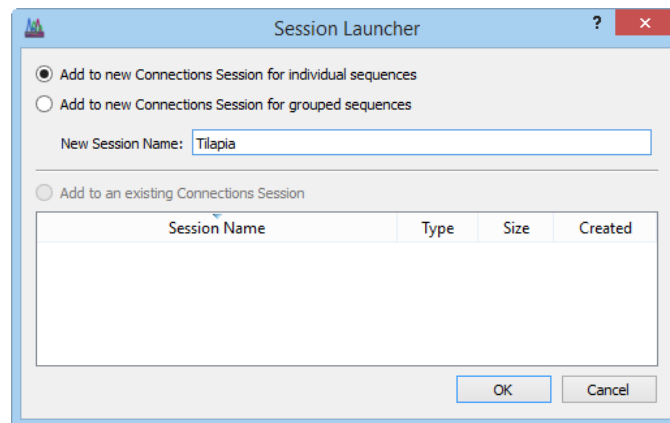 Session Launcher
?
Add to new Connections Session for individual sequences
Add to new Connections Session for grouped sequences
New Session Name: Tilapia
Add to an existing Connections Session
Session Name Type Size Created
OK Cancel